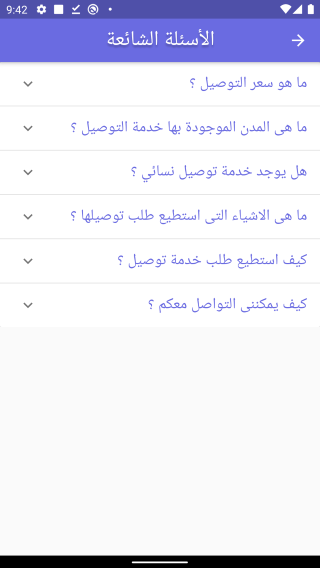 9:42
الأسئلة الشائعة
ما هو سعر التوصيل ؟
ما هى المدن الموجودة بها خدمة التوصيل ؟
هل يوجد خدمة توصيل نسائي ؟
ما هى الاشياء التى استطيع طلب توصيلها ؟
كيف استطيع طلب خدمة توصيل ؟
كيف يمكننى التواصل معكم ؟